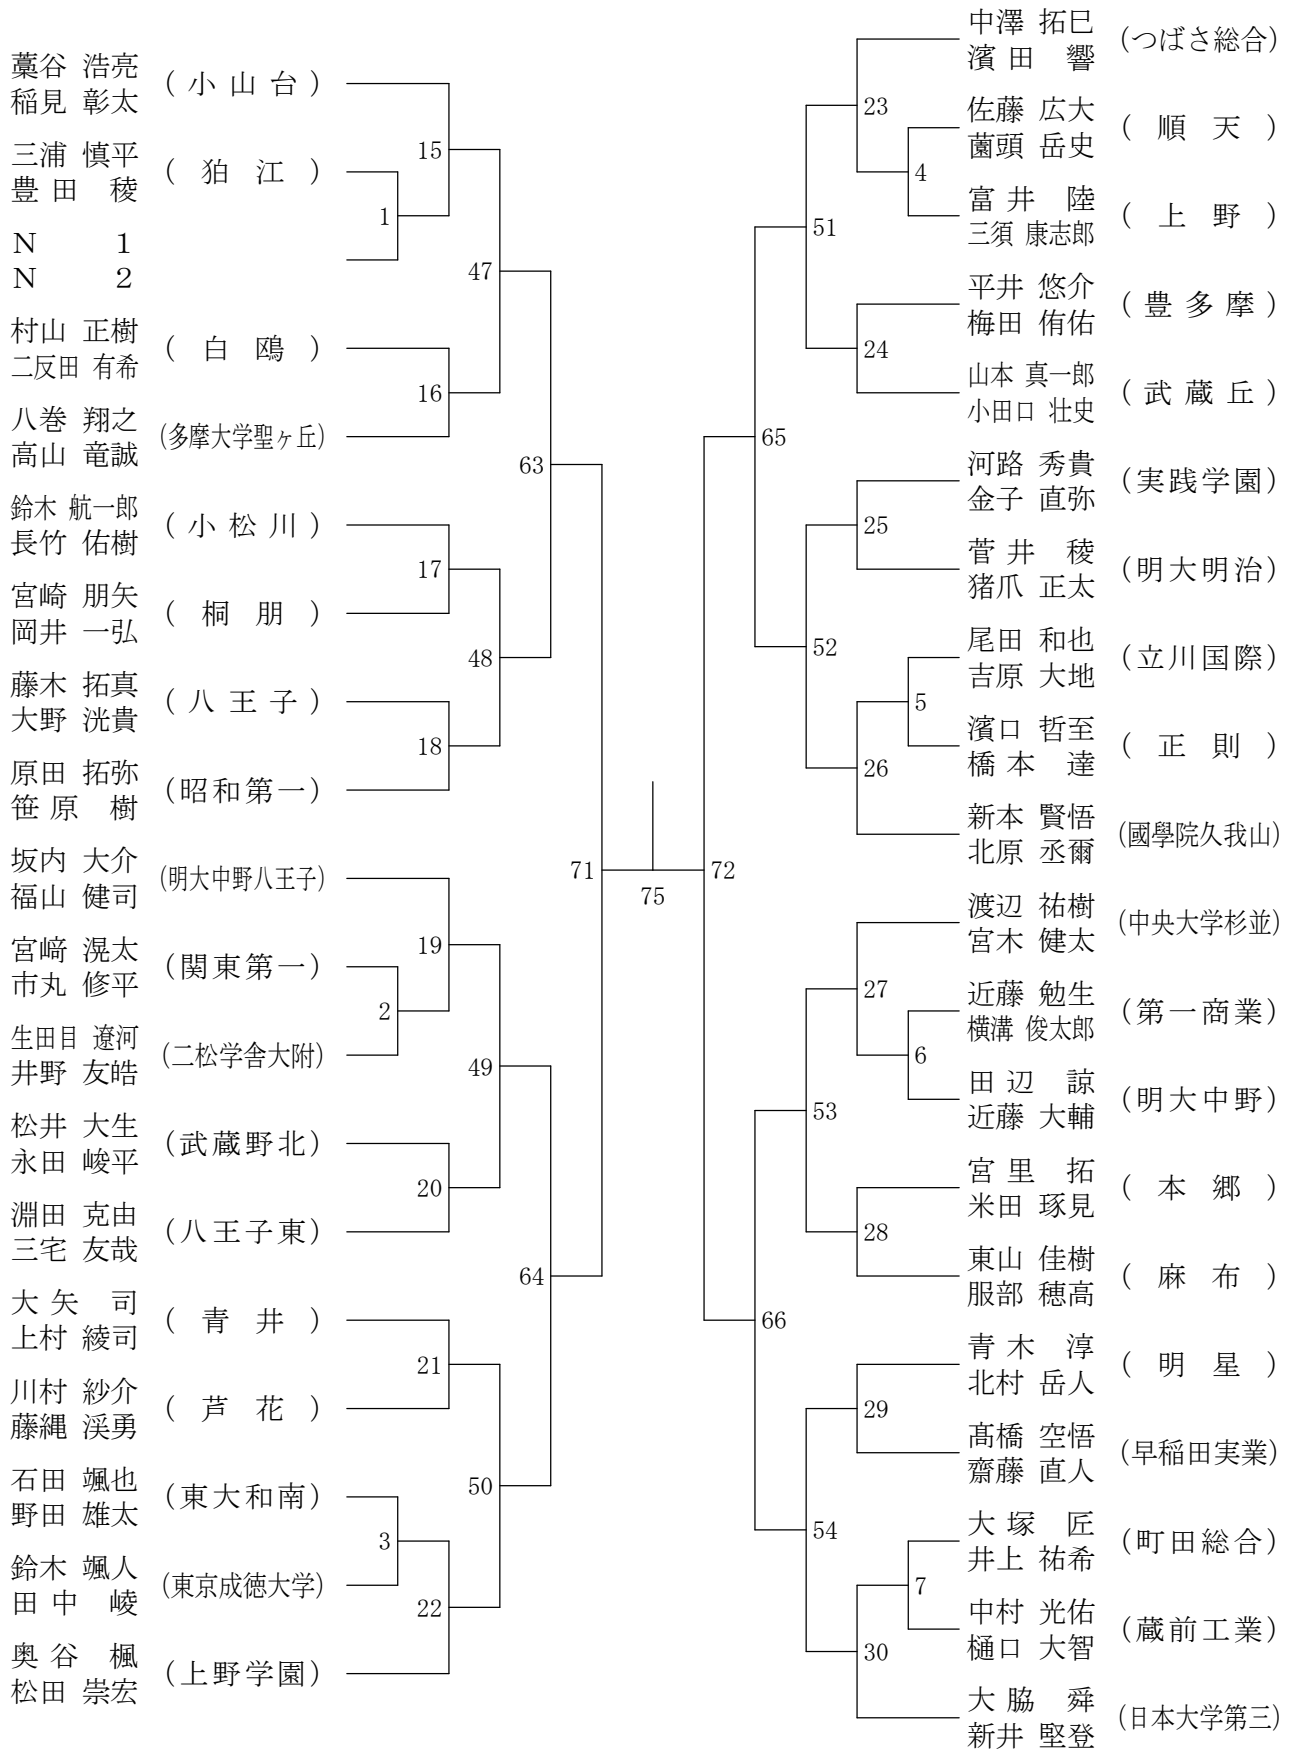 藁谷 浩亮
稲見 彰太
( 小 山 台 )
三浦 慎平
豊田 稜
( 狛 江 )
N 1
N 2
村山 正樹
二反田 有希
( 白 鴎 )
八巻 翔之
高山 竜誠
(多摩大学聖ヶ丘)
鈴木 航一郎
長竹 佑樹
( 小 松 川 )
宮崎 朋矢
岡井 一弘
( 桐 朋 )
藤木 拓真
大野 洸貴
( 八 王 子 )
原田 拓弥
笹原 樹
(昭和第一)
坂内 大介
福山 健司
(明大中野八王子)
宮﨑 滉太
市丸 修平
(関東第一)
生田目 遼河
井野 友皓
(二松学舎大附)
松井 大生
永田 峻平
(武蔵野北)
淵田 克由
三宅 友哉
(八王子東)
大矢 司
上村 綾司
( 青 井 )
川村 紗介
藤縄 渓勇
( 芦 花 )
石田 颯也
野田 雄太
(東大和南)
鈴木 颯人
田中 崚
(東京成徳大学)
奥谷 楓
松田 崇宏
(上野学園)
1
2
3
15
16
17
18
19
20
21
22
47
48
49
50
63
64
71
75
72
65
66
51
52
53
54
23
24
25
26
27
28
29
30
4
5
6
7
中澤 拓巳
濱田 響
(つばさ総合)
佐藤 広大
薗頭 岳史
( 順 天 )
富井 陸
三須 康志郎
( 上 野 )
平井 悠介
梅田 侑佑
( 豊 多 摩 )
山本 真一郎
小田口 壮史
( 武 蔵 丘 )
河路 秀貴
金子 直弥
(実践学園)
菅井 稜
猪爪 正太
(明大明治)
尾田 和也
吉原 大地
(立川国際)
濱口 哲至
橋本 達
( 正 則 )
新本 賢悟
北原 丞爾
(國學院久我山)
渡辺 祐樹
宮木 健太
(中央大学杉並)
近藤 勉生
横溝 俊太郎
(第一商業)
田辺 諒
近藤 大輔
(明大中野)
宮里 拓
米田 琢見
( 本 郷 )
東山 佳樹
服部 穂高
( 麻 布 )
青木 淳
北村 岳人
( 明 星 )
髙橋 空悟
齋藤 直人
(早稲田実業)
大塚 匠
井上 祐希
(町田総合)
中村 光佑
樋口 大智
(蔵前工業)
大脇 舜
新井 堅登
(日本大学第三)